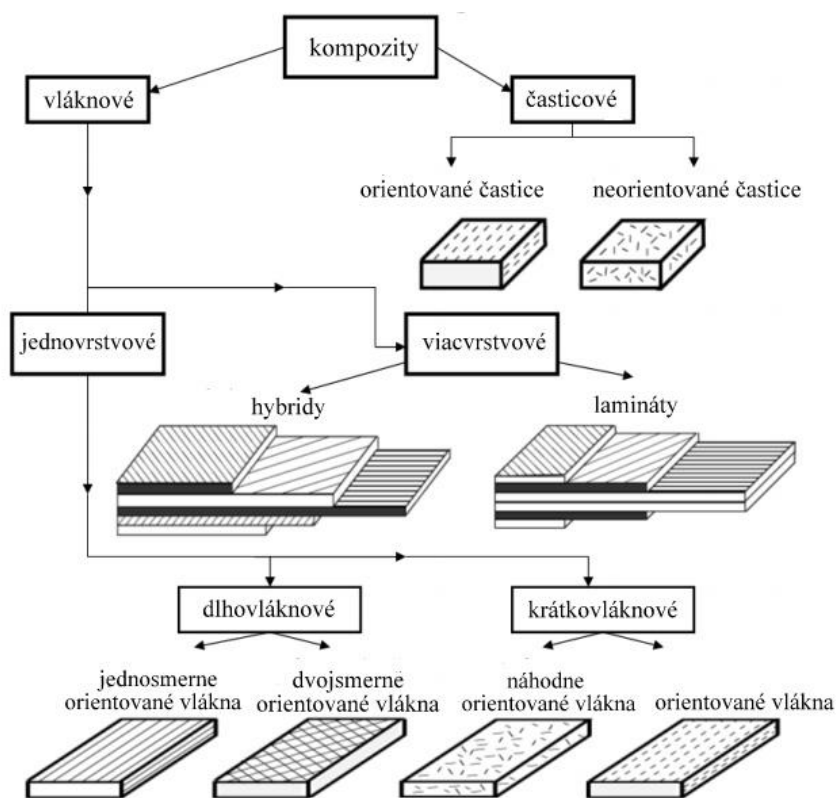 kompozity
vláknové
časticové
orientované častice
neorientované častice
jednovrstvové
viacvrstvové
hybridy
lamináty
dlhovláknové
krátkovláknové
jednosmerne
orientované vlákna
dvojsmerne
orientované vlákna
náhodne
orientované vlákna
orientované vlákna